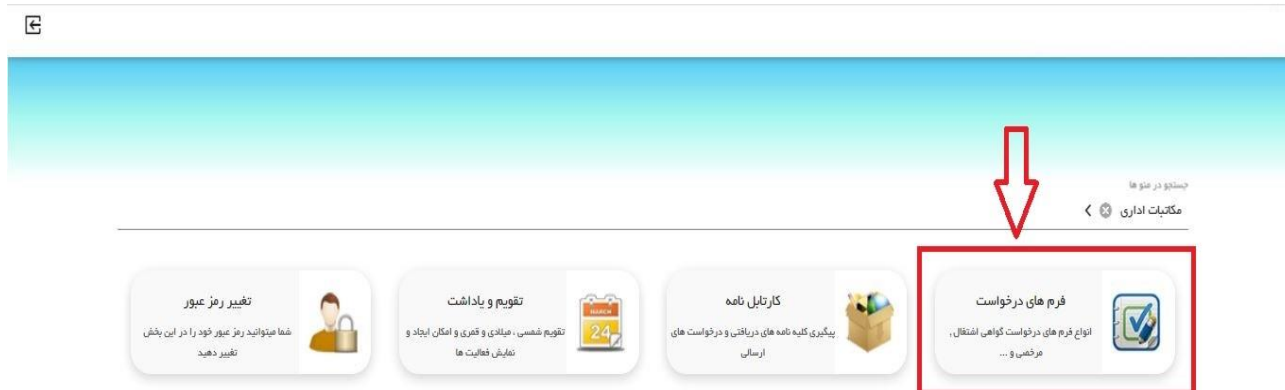 جستجو در منو ها
مکاتبات اداری
فرم های درخواست
انواع فرم های درخواست گواهی اشتغال ,
مرخصی و ...
کارتابل نامه
پیگیری کلیه نامه های دریافتی و درخواست های
ارسالی
MARCH
24
تقویم و یاداشت
تقویم شمسی ، میلادی و قمری و امکان ایجاد و
نمایش فعالیت ها
تغییر رمز عبور
شما میتوانید رمز عبور خود را در این بخش
تغییر دهید